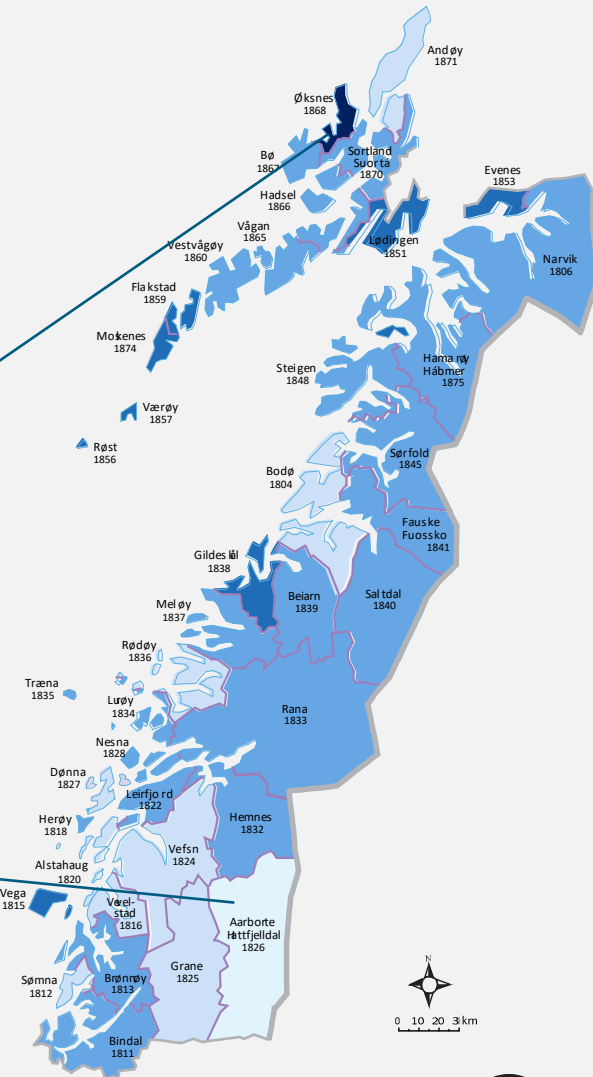 Andøy
1871
Øksnes
1868
Bø
1867
Sortland
Suortá
1870
Hadsel
1866
Evenes
1853
Vågan
1865
Vestvågøy
1860
Lødingen
1851
Narvik
1806
Flakstad
1859
Moskenes
1874
Hamarøy
Hábmer
1875
Steigen
1848
Værøy
1857
Røst
1856
Sørfold
1845
Bodø
1804
Fauske
Fuossko
1841
Gildeskål
1838
Beiarn
1839
Saltdal
1840
Meløy
1837
Rødøy
1836
Træna
1835
Lurøy
1834
Rana
1833
Nesna
1828
Dønna
1827
Leirfjord
1822
Herøy
1818
Hemnes
1832
Vefsn
1824
Alstahaug
1820
Vega
1815
Vevel-
stad
1816
Aarborte
Hattfjelldal
1826
Grane
1825
Sømna
1812
Brønnøy
1813
Bindal
1811
N
0 10 20 30 km